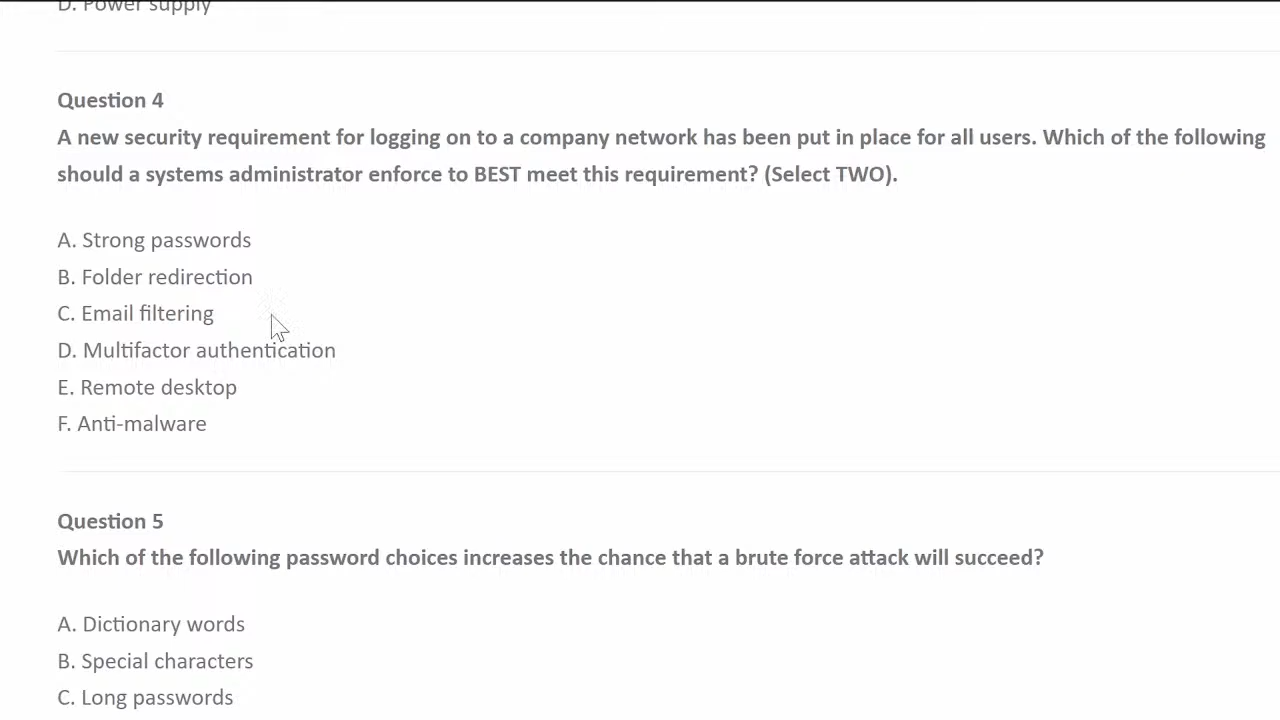 D. Power supply
Question 4
A new security requirement for logging on to a company network has been put in place for all users. Which of the following
should a systems administrator enforce to BEST meet this requirement? (Select TWO).
A. Strong passwords
B. Folder redirection
C. Email filtering
D. Multifactor authentication
E. Remote desktop
F. Anti-malware
Question 5
Which of the following password choices increases the chance that a brute force attack will succeed?
A. Dictionary words
B. Special characters
C. Long passwords